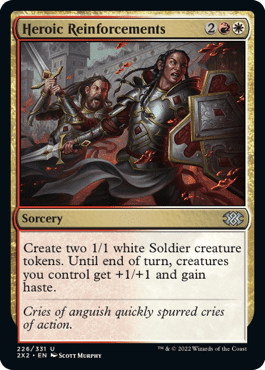 Heroic Reinforcements 2
Sorcery
Create two 1/1 white Soldier creature
tokens. Until end of turn, creatures
you control get +1/+1 and gain
haste.
Cries of anguish quickly spurred cries
of action.
226/331 U
2X2 • EN Scott Murphy
™ & © 2022 Wizards of the Coast